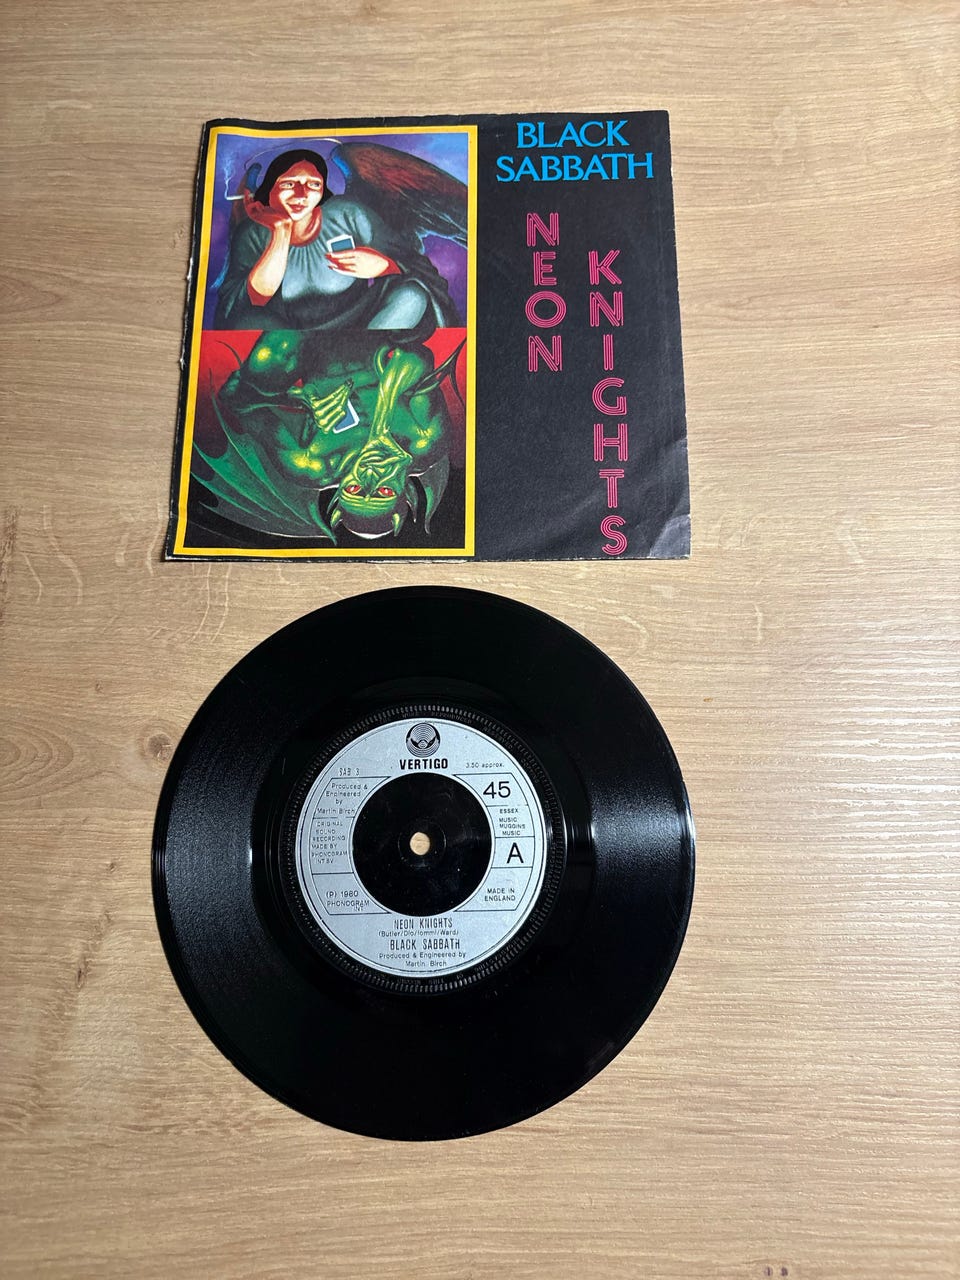 BLACK
SABBATH
NEON
KNIGHTS
VERTIGO
SAB 3
3.50 approx.
Produced &
Engineered
by
Martin Birch
45
ORIGINAL
SOUND
RECORDING
MADE BY
PHONOGRAM
INT BV
ESSEX
MUSIC
MUGGINS
MUSIC
A
(P) 1980
PHONOGRAM
INT
MADE IN
ENGLAND
NEON KNIGHTS
(Butler/Dio/Iommi/Ward)
BLACK SABBATH
Produced & Engineered by
Martin Birch